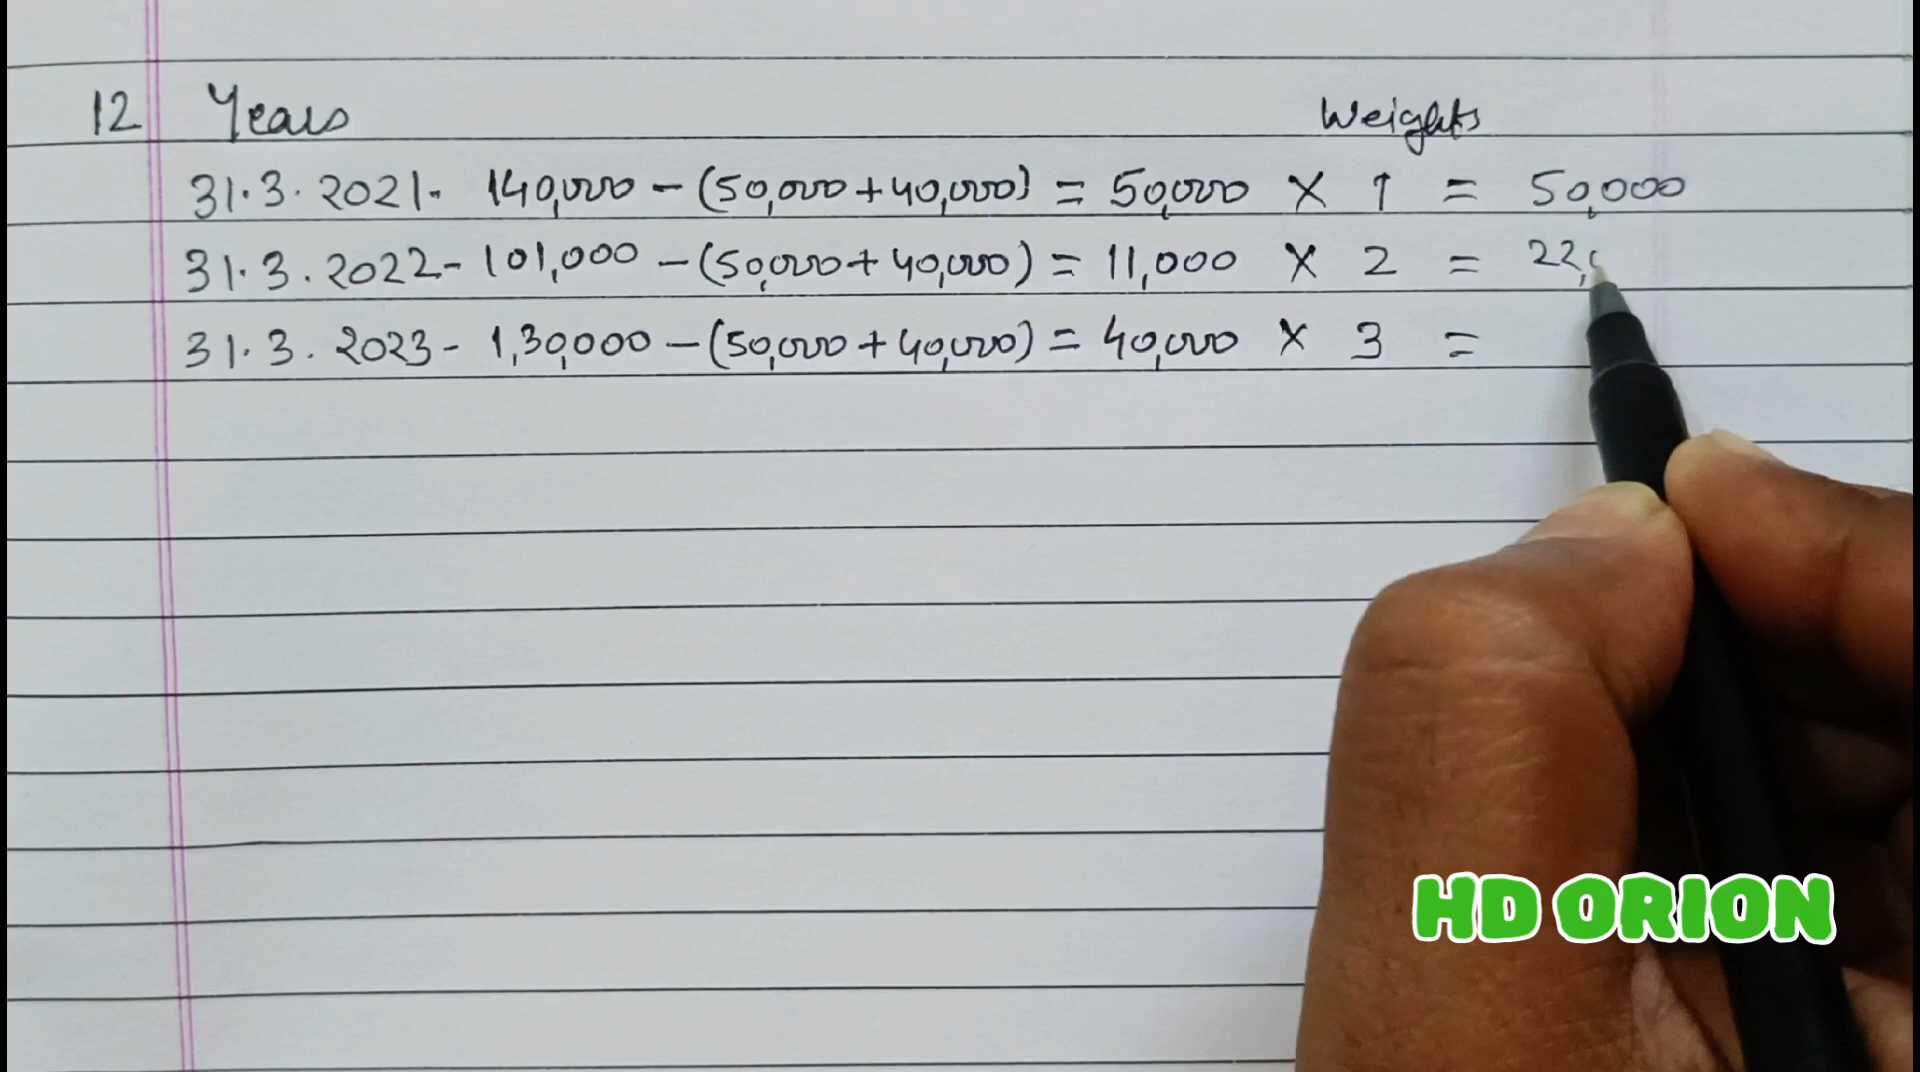 12 Years Weights
31.3.2021. 140,000 - (50,000 + 40,000) = 50,000 × 1 = 50,000
31.3.2022 - 101,000 - (50,000 + 40,000) = 11,000 × 2 = 22,
31.3.2023 - 1,30,000 - (50,000 + 40,000) = 40,000 × 3 =
HD ORION